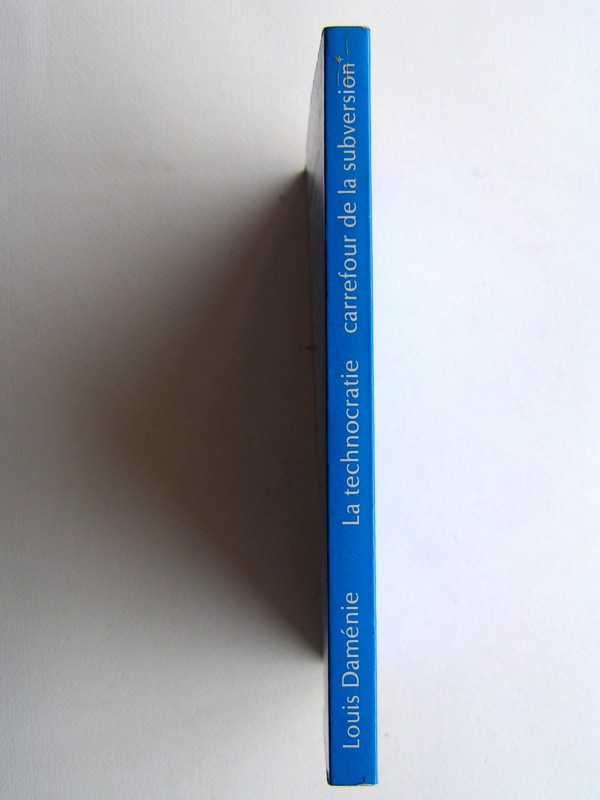 Louis Daménie La technocratie carrefour de la subversion